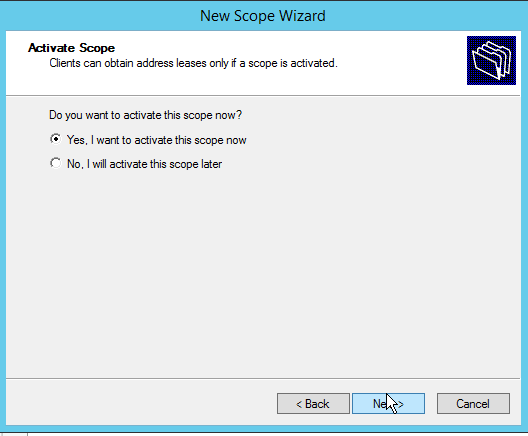 New Scope Wizard
Activate Scope
Clients can obtain address leases only if a scope is activated.
Do you want to activate this scope now?
Yes, I want to activate this scope now
No, I will activate this scope later
< Back
Next >
Cancel